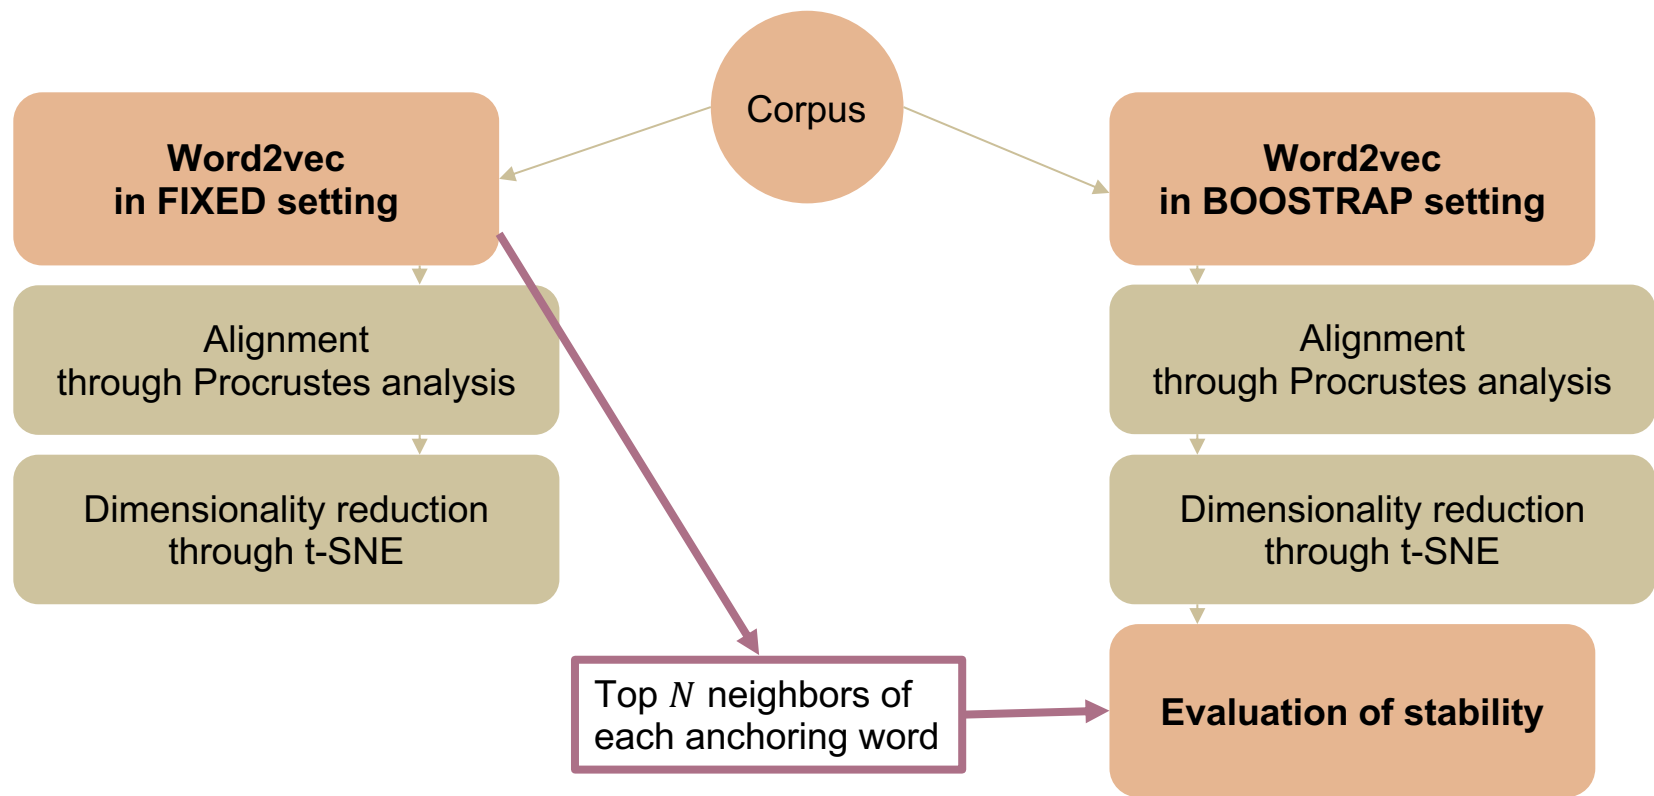 Corpus
Word2vec
in FIXED setting
Alignment
through Procrustes analysis
Dimensionality reduction
through t-SNE
Top N neighbors of
each anchoring word
Word2vec
in BOOSTRAP setting
Alignment
through Procrustes analysis
Dimensionality reduction
through t-SNE
Evaluation of stability